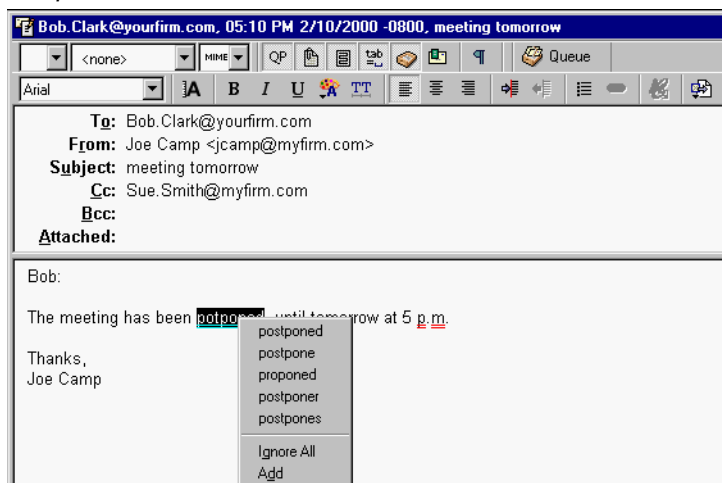 Bob.Clark@yourfirm.com, 05:10 PM 2/10/2000 -0800, meeting tomorrow
<none> MIME QP tab Queue
Arial A B I U A TT
To: Bob.Clark@yourfirm.com
From: Joe Camp <jcamp@myfirm.com>
Subject: meeting tomorrow
Cc: Sue.Smith@myfirm.com
Bcc:
Attached:
Bob:
The meeting has been potponed until tomorrow at 5 p.m.
postponed
postpone
proponed
postponer
postpones
Ignore All
Add
Thanks,
Joe Camp